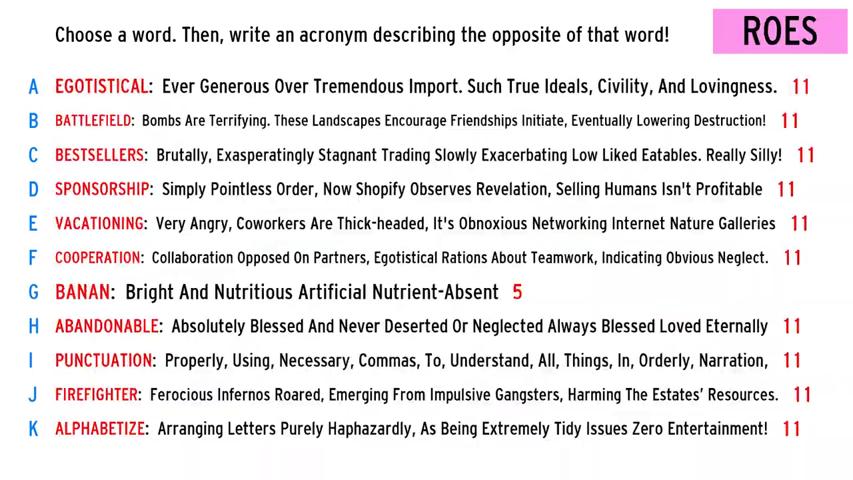 Choose a word. Then, write an acronym describing the opposite of that word!
ROES
A EGOTISTICAL: Ever Generous Over Tremendous Import. Such True Ideals, Civility, And Lovingness. 11
B BATTLEFIELD: Bombs Are Terrifying. These Landscapes Encourage Friendships Initiate, Eventually Lowering Destruction! 11
C BESTSELLERS: Brutally, Exasperatingly Stagnant Trading Slowly Exacerbating Low Liked Eatables. Really Silly! 11
D SPONSORSHIP: Simply Pointless Order, Now Shopify Observes Revelation, Selling Humans Isn't Profitable 11
E VACATIONING: Very Angry, Coworkers Are Thick-headed, It's Obnoxious Networking Internet Nature Galleries 11
F COOPERATION: Collaboration Opposed On Partners, Egotistical Rations About Teamwork, Indicating Obvious Neglect. 11
G BANAN: Bright And Nutritious Artificial Nutrient-Absent 5
H ABANDONABLE: Absolutely Blessed And Never Deserted Or Neglected Always Blessed Loved Eternally 11
I PUNCTUATION: Properly, Using, Necessary, Commas, To, Understand, All, Things, In, Orderly, Narration, 11
J FIREFIGHTER: Ferocious Infernos Roared, Emerging From Impulsive Gangsters, Harming The Estates' Resources. 11
K ALPHABETIZE: Arranging Letters Purely Haphazardly, As Being Extremely Tidy Issues Zero Entertainment! 11